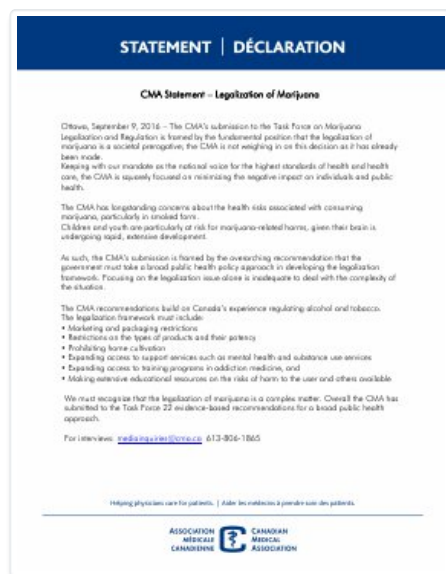 STATEMENT | DÉCLARATION
CMA Statement – Legalization of Marijuana
Ottawa, September 9, 2016 – The CMA's submission to the Task Force on Marijuana
Legalization and Regulation is framed by the fundamental position that the legalization of
marijuana is a societal prerogative; the CMA is not weighing in on this decision as it has already
been made.
Keeping with our mandate as the national voice for the highest standards of health and health
care, the CMA is squarely focused on minimizing the negative impact on individuals and public
health.
The CMA has longstanding concerns about the health risks associated with consuming
marijuana, particularly in smoked form.
Children and youth are particularly at risk for marijuana-related harms, given their brain is
undergoing rapid, extensive development.
As such, the CMA's submission is framed by the overarching recommendation that the
government must take a broad public health policy approach in developing the legalization
framework. Focusing on the legalization issue alone is inadequate to deal with the complexity of
the situation.
The CMA recommendations build on Canada's experience regarding alcohol and tobacco.
The legalization framework must include:
• Marketing and packaging restrictions
• Restrictions on the types of products and their potency
• Prohibiting home cultivation
• Expanding access to support services such as mental health and substance use services
• Expanding access to training programs in addiction medicine, and
• Making extensive educational resources on the risks of harm to the user and others available
We must recognize that the legalization of marijuana is a complex matter. Overall the CMA has
submitted to the Task Force 22 evidence-based recommendations for a broad public health
approach.
For interviews: mediainquiries@cma.ca 613-806-1865
Helping physicians care for patients. | Aider les médecins à prendre soin des patients.
ASSOCIATION MÉDICALE CANADIENNE
CANADIAN MEDICAL ASSOCIATION